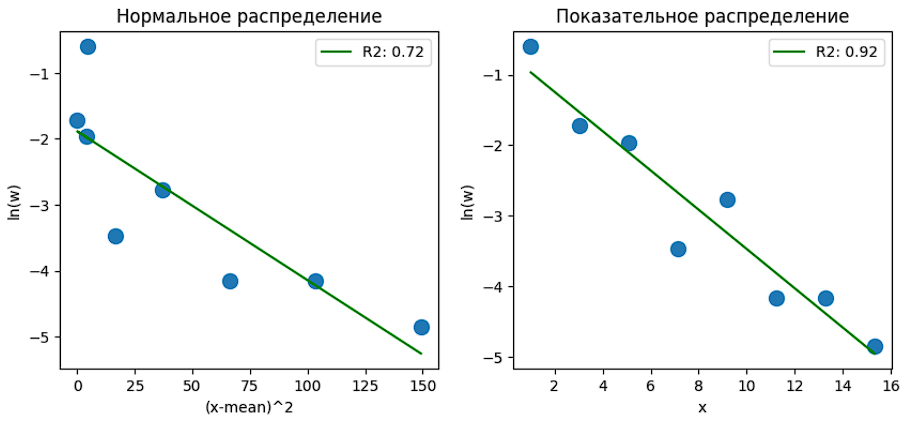 Нормальное распределение
R2: 0.72
−1
−2
−3
−4
−5
ln(w)
0 25 50 75 100 125 150
(x-mean)^2
Показательное распределение
R2: 0.92
−1
−2
−3
−4
−5
ln(w)
2 4 6 8 10 12 14 16
x